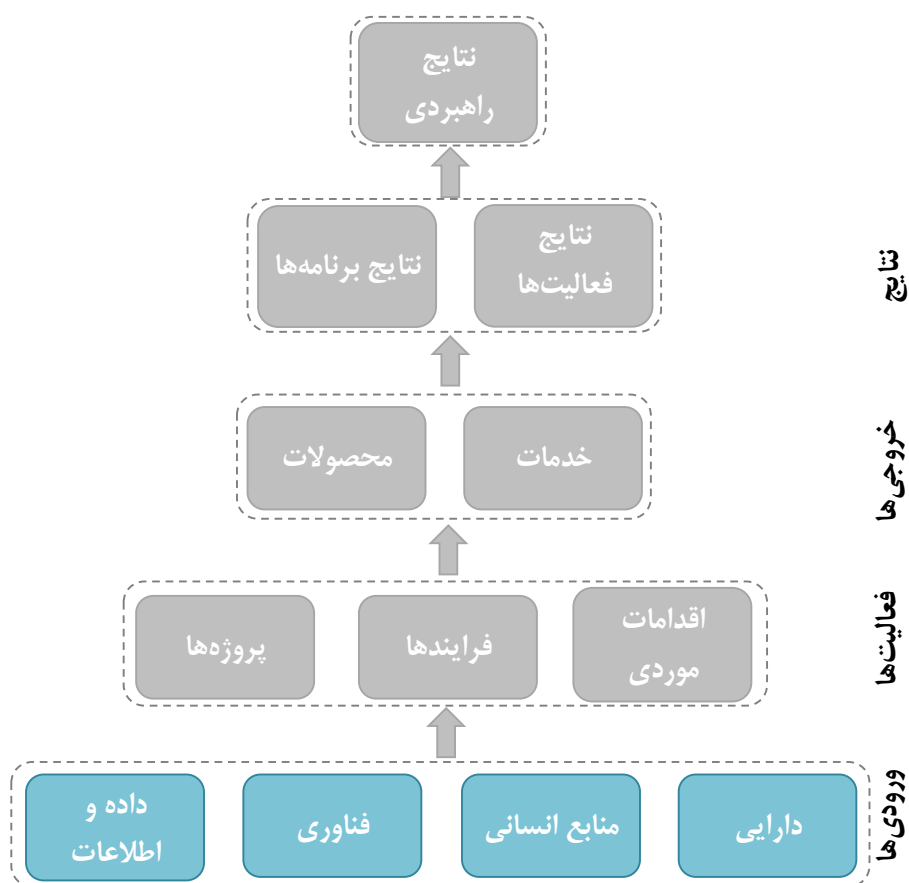 نتایج
راهبردی
نتایج
نتایج
فعالیت‌ها
نتایج برنامه‌ها
خروجی‌ها
خدمات
محصولات
فعالیت‌ها
اقدامات
موردی
فرایندها
پروژه‌ها
ورودی‌ها
دارایی
منابع انسانی
فناوری
داده و
اطلاعات